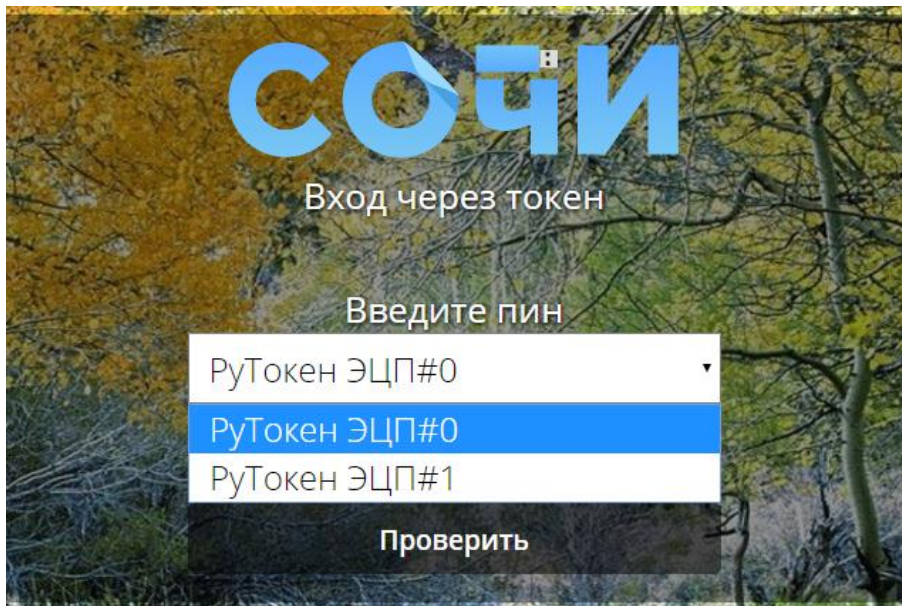 СОЧИ
Вход через токен
Введите пин
РуТокен ЭЦП#0
РуТокен ЭЦП#0
РуТокен ЭЦП#1
Проверить